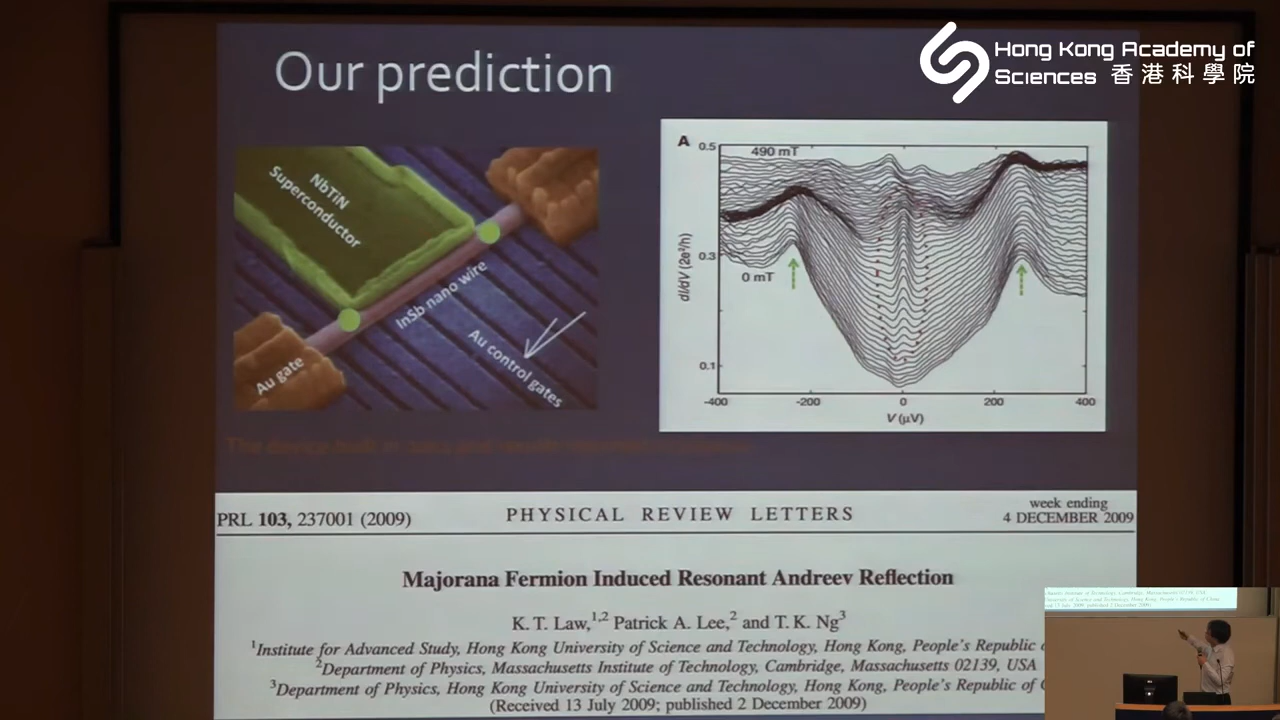 Our prediction
Hong Kong Academy of
Sciences 香港科學院
NbTiN
Superconductor
InSb nano wire
Au control gates
Au gate
A
0.5
490 mT
0.3
0 mT
0.1
dI/dV (2e²/h)
-400
-200
0
200
400
V (μV)
PRL 103, 237001 (2009)
PHYSICAL REVIEW LETTERS
week ending
4 DECEMBER 2009
Majorana Fermion Induced Resonant Andreev Reflection
K. T. Law,1,2 Patrick A. Lee,2 and T. K. Ng3
1Institute for Advanced Study, Hong Kong University of Science and Technology, Hong Kong, People's Republic
2Department of Physics, Massachusetts Institute of Technology, Cambridge, Massachusetts 02139, USA
3Department of Physics, Hong Kong University of Science and Technology, Hong Kong, People's Republic of
(Received 13 July 2009; published 2 December 2009)